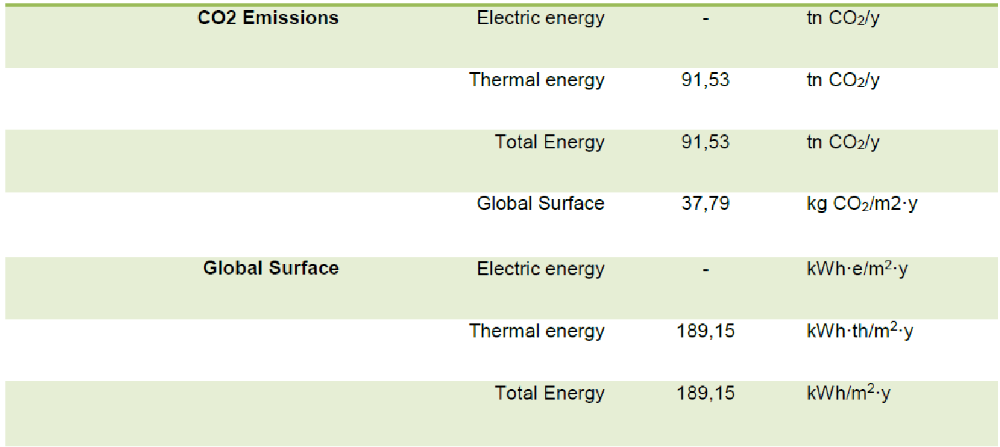 CO2 Emissions Electric energy - tn CO₂/y
Thermal energy 91,53 tn CO₂/y
Total Energy 91,53 tn CO₂/y
Global Surface 37,79 kg CO₂/m2·y
Global Surface Electric energy - kWh·e/m²·y
Thermal energy 189,15 kWh·th/m²·y
Total Energy 189,15 kWh/m²·y